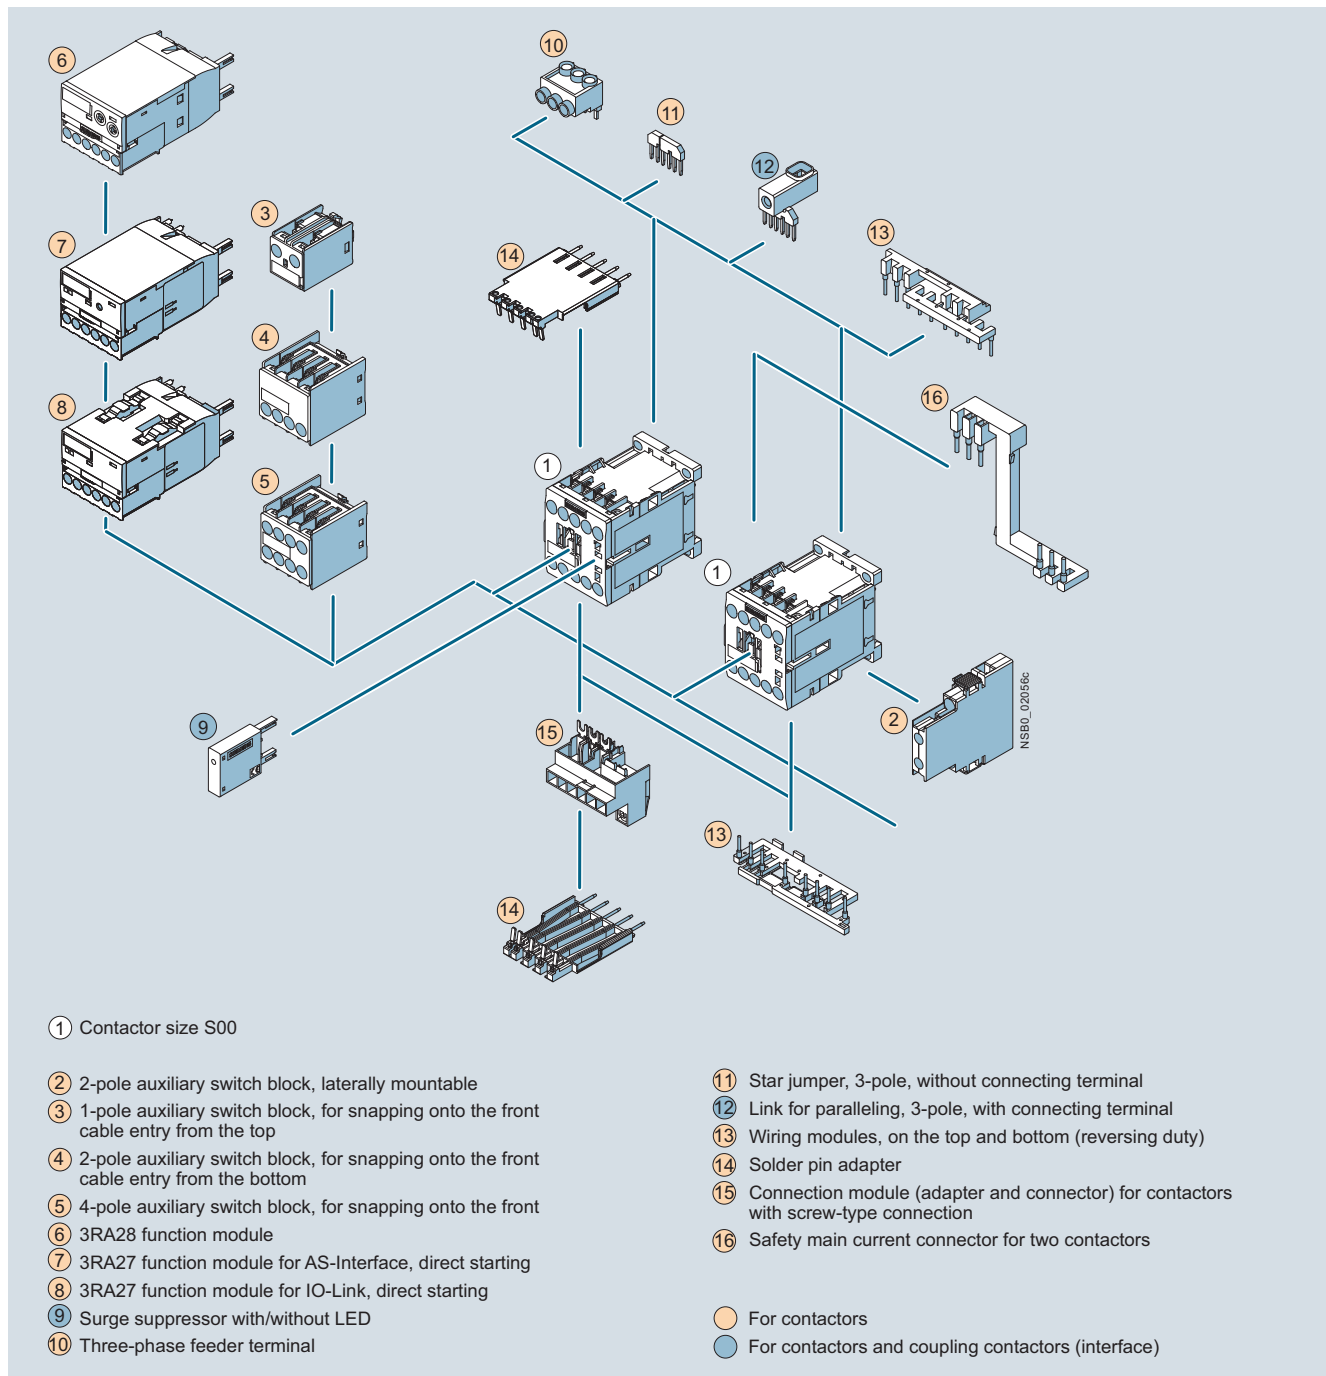 6
10
11
12
3
13
7
14
4
16
8
1
5
1
2
NSB0_02056c
9
15
13
14
1 Contactor size S00
2 2-pole auxiliary switch block, laterally mountable
3 1-pole auxiliary switch block, for snapping onto the front
cable entry from the top
4 2-pole auxiliary switch block, for snapping onto the front
cable entry from the bottom
5 4-pole auxiliary switch block, for snapping onto the front
6 3RA28 function module
7 3RA27 function module for AS-Interface, direct starting
8 3RA27 function module for IO-Link, direct starting
9 Surge suppressor with/without LED
10 Three-phase feeder terminal
11 Star jumper, 3-pole, without connecting terminal
12 Link for paralleling, 3-pole, with connecting terminal
13 Wiring modules, on the top and bottom (reversing duty)
14 Solder pin adapter
15 Connection module (adapter and connector) for contactors
with screw-type connection
16 Safety main current connector for two contactors
For contactors
For contactors and coupling contactors (interface)